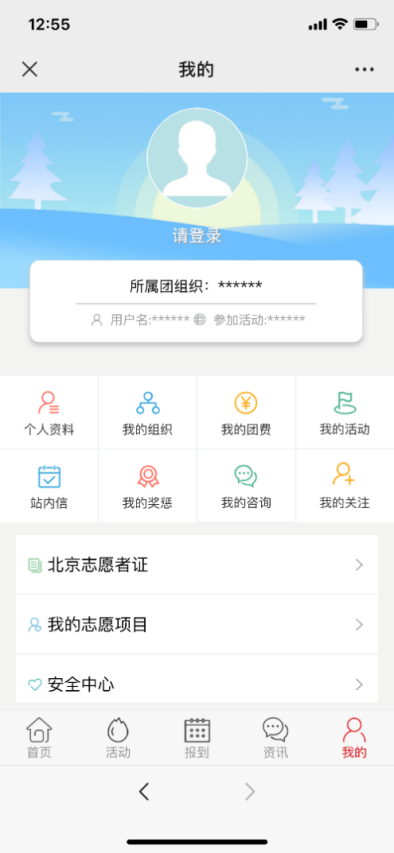 12:55
我的
请登录
所属团组织：******
用户名:****** 参加活动:******
个人资料 我的组织 我的团费 我的活动
站内信 我的奖惩 我的咨询 我的关注
北京志愿者证
我的志愿项目
安全中心
首页 活动 报到 资讯 我的